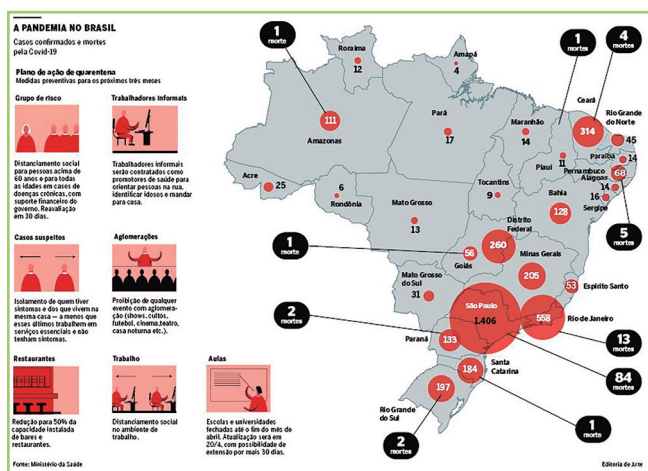 A PANDEMIA NO BRASIL
Casos confirmados e mortes
pela Covid-19
Plano de ação de quarentena
Medidas preventivas para os próximos três meses
Grupo de risco
Distanciamento social
para pessoas acima de
60 anos e para todas
as idades em casos de
doenças crônicas, com
suporte financeiro do
governo. Reavaliação
em 30 dias.
Trabalhadores informais
Trabalhadores informais
serão contratados como
promotores de saúde para
orientar pessoas na rua,
identificar idosos e mandar
para casa.
Casos suspeitos
Isolamento de quem tiver
sintomas e dos que vivem na
mesma casa — a menos que
esses últimos trabalhem em
serviços essenciais e não
tenham sintomas.
Aglomerações
Proibição de qualquer
evento com aglomera-
ção (shows, cultos,
futebol, cinema, teatro,
casa noturna etc.).
Restaurantes
Redução para 50% da
capacidade instalada
de bares e
restaurantes.
Trabalho
Distanciamento social
no ambiente de
trabalho.
Aulas
Escolas e universidades
fechadas até o fim do mês de
abril. Atualização será em
20/4, com possibilidade de
extensão por mais 30 dias.
1
morte
Roraima
12
Amapá
4
1
morte
4
mortes
Ceará
314
Rio Grande
do Norte
45
111
Amazonas
Pará
17
Maranhão
14
Piauí
11
Paraíba
14
Pernambuco
68
Alagoas
14
16
Sergipe
5
mortes
Acre
25
6
Rondônia
Tocantins
9
Bahia
128
Mato Grosso
13
Distrito
Federal
260
1
morte
56
Goiás
Minas Gerais
205
Mato Grosso
do Sul
31
53
Espírito Santo
São Paulo
1.406
558
Rio de Janeiro
2
mortes
133
Paraná
13
mortes
84
mortes
184
Santa
Catarina
197
Rio Grande
do Sul
2
mortes
1
morte
Fonte: Ministério da Saúde
Editoria de Arte